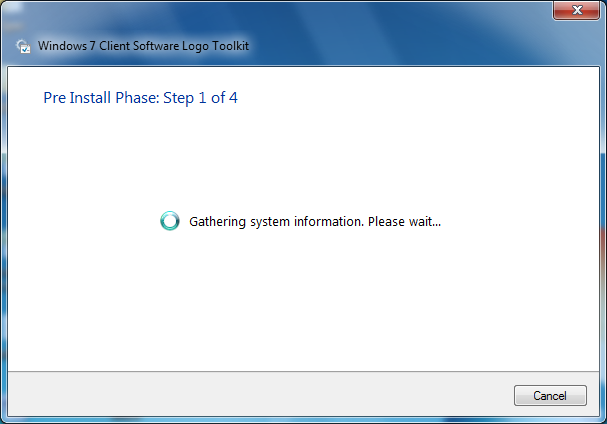 Windows 7 Client Software Logo Toolkit
Pre Install Phase: Step 1 of 4
Gathering system information. Please wait...
Cancel